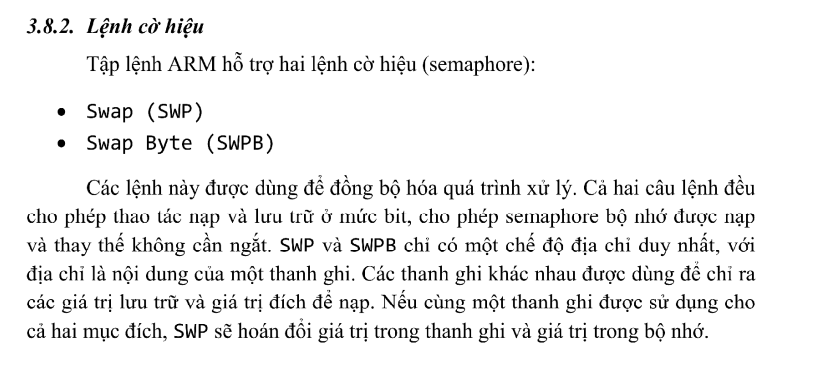 3.8.2. Lệnh cờ hiệu
Tập lệnh ARM hỗ trợ hai lệnh cờ hiệu (semaphore):
• Swap (SWP)
• Swap Byte (SWPB)
Các lệnh này được dùng để đồng bộ hóa quá trình xử lý. Cả hai câu lệnh đều
cho phép thao tác nạp và lưu trữ ở mức bit, cho phép semaphore bộ nhớ được nạp
và thay thế không cần ngắt. SWP và SWPB chỉ có một chế độ địa chỉ duy nhất, với
địa chỉ là nội dung của một thanh ghi. Các thanh ghi khác nhau được dùng để chỉ ra
các giá trị lưu trữ và giá trị đích để nạp. Nếu cùng một thanh ghi được sử dụng cho
cả hai mục đích, SWP sẽ hoán đổi giá trị trong thanh ghi và giá trị trong bộ nhớ.